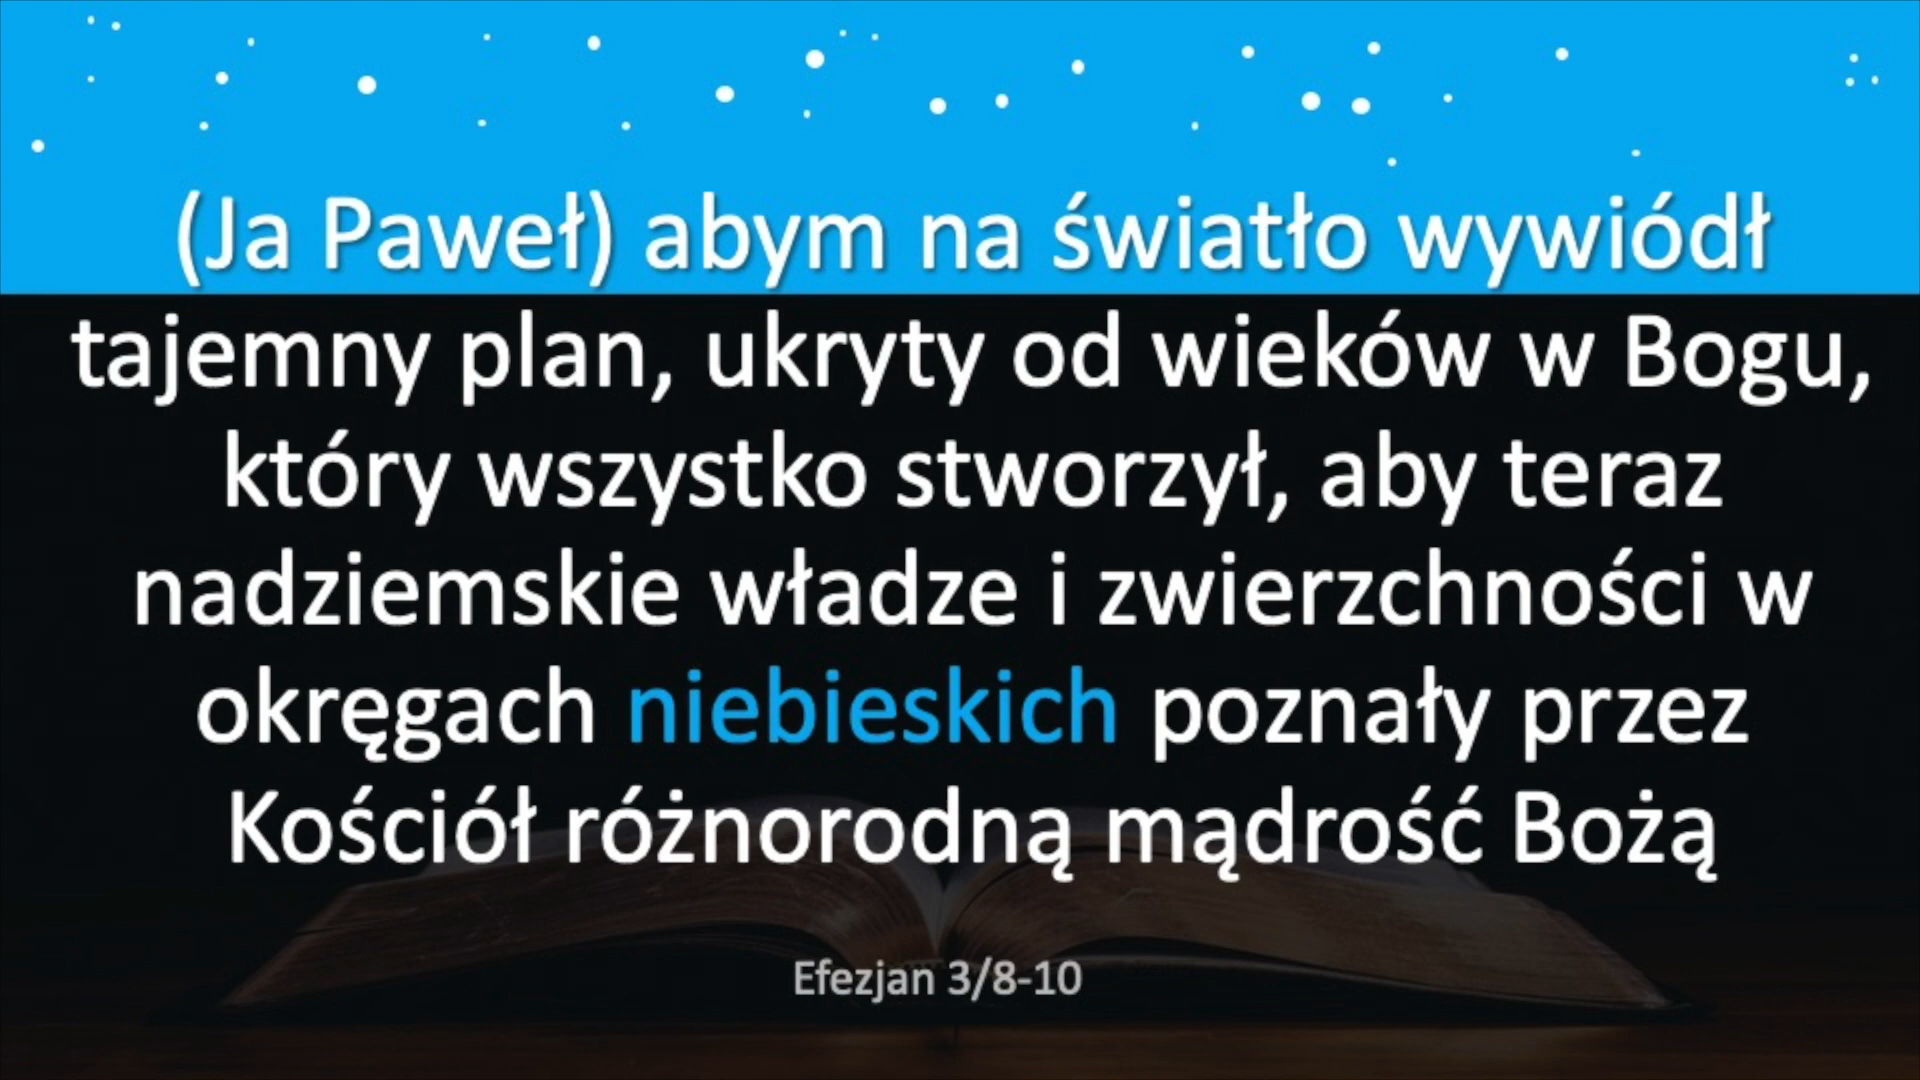 (Ja Paweł) abym na światło wywiódł
tajemny plan, ukryty od wieków w Bogu,
który wszystko stworzył, aby teraz
nadziemskie władze i zwierzchności w
okręgach niebieskich poznały przez
Kościół różnorodną mądrość Bożą
Efezjan 3/8-10